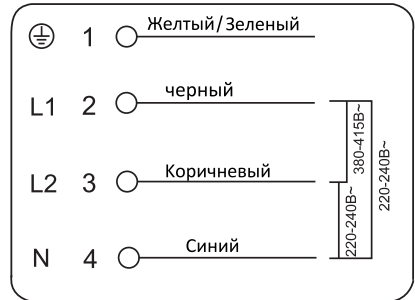 1 Желтый/Зеленый
L1 2 черный
L2 3 Коричневый
N 4 Синий
380-415В~
220-240В~
220-240В~